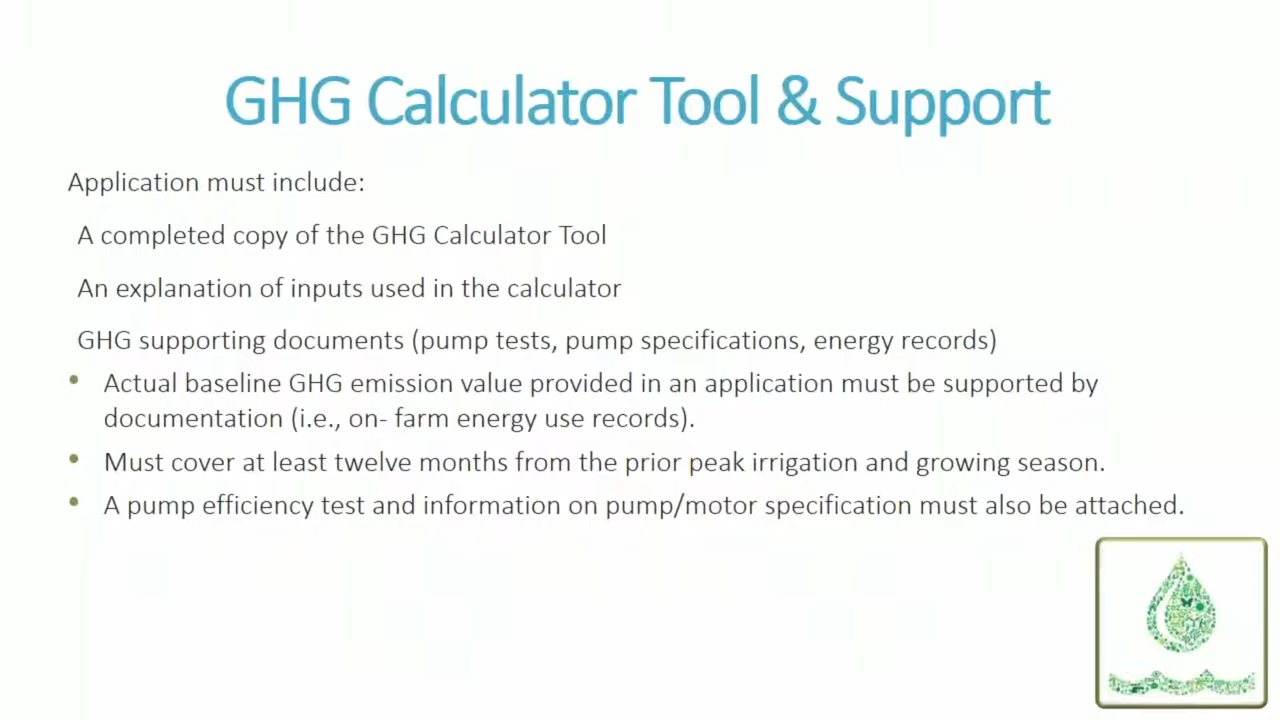 GHG Calculator Tool & Support
Application must include:
A completed copy of the GHG Calculator Tool
An explanation of inputs used in the calculator
GHG supporting documents (pump tests, pump specifications, energy records)
• Actual baseline GHG emission value provided in an application must be supported by
documentation (i.e., on- farm energy use records).
• Must cover at least twelve months from the prior peak irrigation and growing season.
• A pump efficiency test and information on pump/motor specification must also be attached.